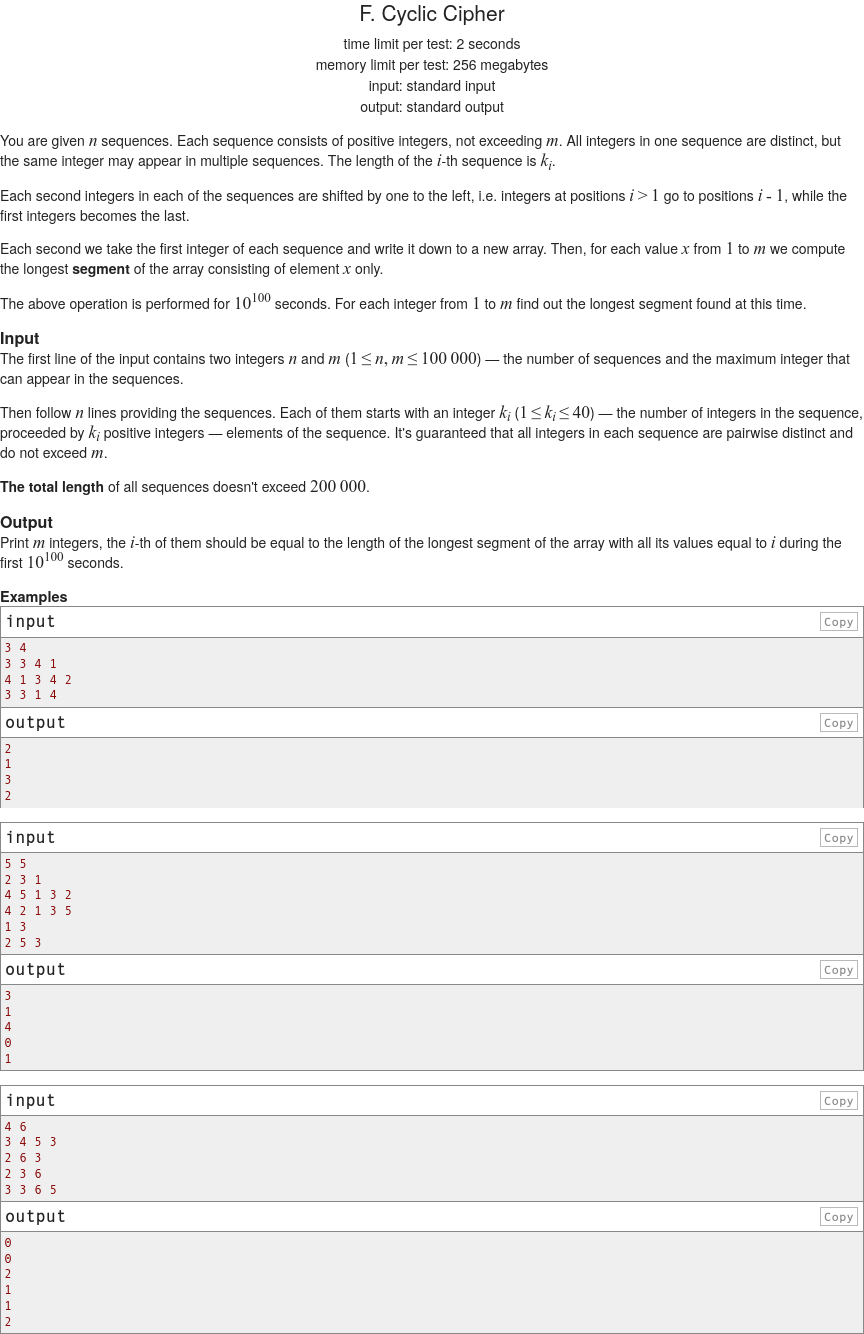 F. Cyclic Cipher
time limit per test: 2 seconds
memory limit per test: 256 megabytes
input: standard input
output: standard output
You are given n sequences. Each sequence consists of positive integers, not exceeding m. All integers in one sequence are distinct, but
the same integer may appear in multiple sequences. The length of the i-th sequence is kᵢ.
Each second integers in each of the sequences are shifted by one to the left, i.e. integers at positions i > 1 go to positions i - 1, while the
first integers becomes the last.
Each second we take the first integer of each sequence and write it down to a new array. Then, for each value x from 1 to m we compute
the longest segment of the array consisting of element x only.
The above operation is performed for 10¹⁰⁰ seconds. For each integer from 1 to m find out the longest segment found at this time.
Input
The first line of the input contains two integers n and m (1 ≤ n, m ≤ 100 000) — the number of sequences and the maximum integer that
can appear in the sequences.
Then follow n lines providing the sequences. Each of them starts with an integer kᵢ (1 ≤ kᵢ ≤ 40) — the number of integers in the sequence,
proceeded by kᵢ positive integers — elements of the sequence. It's guaranteed that all integers in each sequence are pairwise distinct and
do not exceed m.
The total length of all sequences doesn't exceed 200 000.
Output
Print m integers, the i-th of them should be equal to the length of the longest segment of the array with all its values equal to i during the
first 10¹⁰⁰ seconds.
Examples
input Copy
3 4
3 3 4 1
4 1 3 4 2
3 3 1 4
output Copy
2
1
3
2
input Copy
5 5
2 3 1
4 5 1 3 2
4 2 1 3 5
1 3
2 5 3
output Copy
3
1
4
0
1
input Copy
4 6
3 4 5 3
2 6 3
2 3 6
3 3 6 5
output Copy
0
0
2
1
1
2